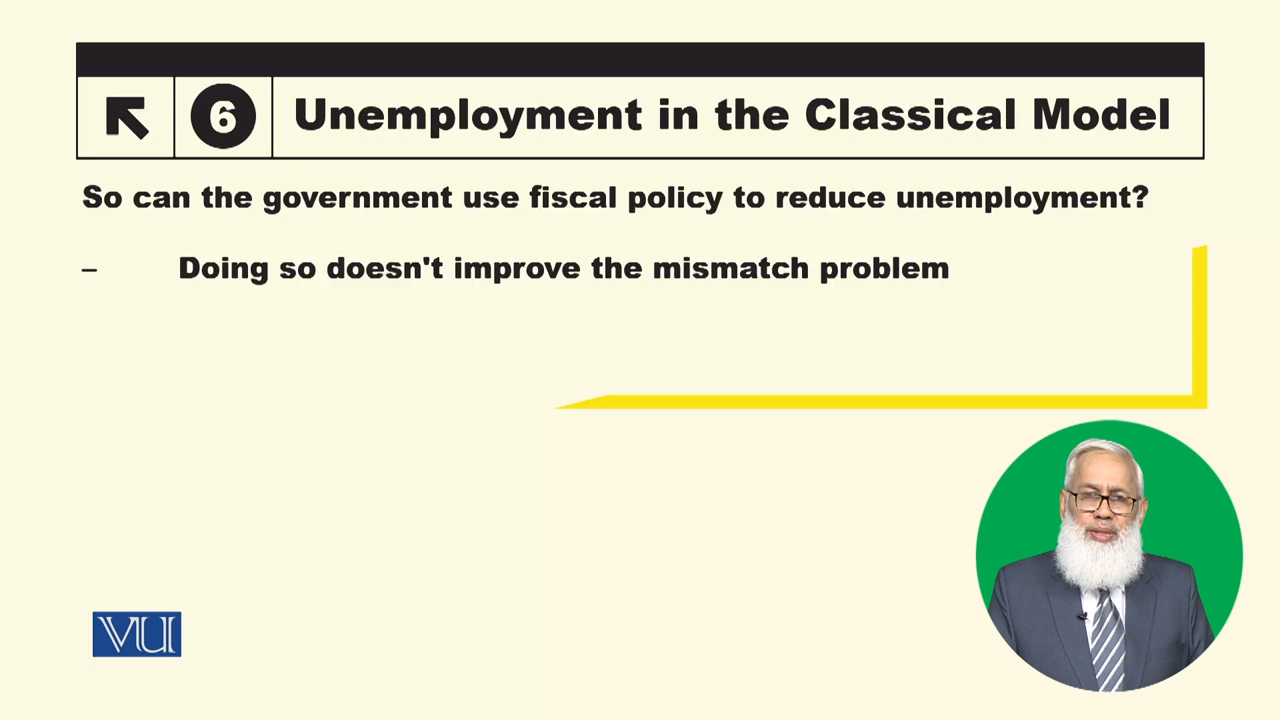 6 Unemployment in the Classical Model
So can the government use fiscal policy to reduce unemployment?
– Doing so doesn't improve the mismatch problem
VU